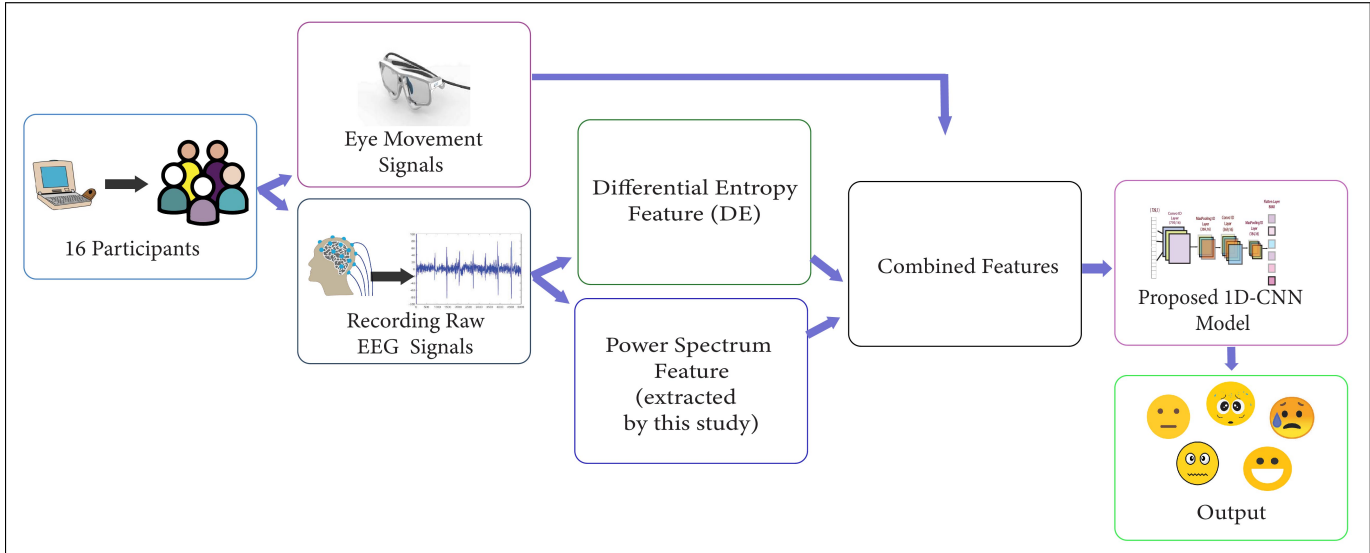 16 Participants
Eye Movement
Signals
Recording Raw
EEG Signals
Differential Entropy
Feature (DE)
Power Spectrum
Feature
(extracted
by this study)
Combined Features
Proposed 1D-CNN
Model
Output